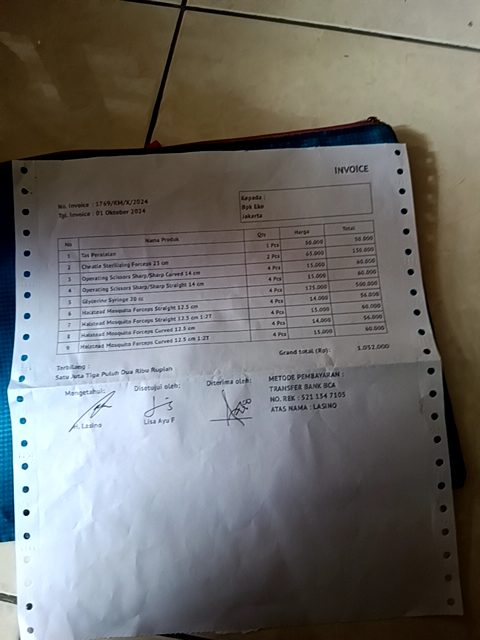 INVOICE
No. Invoice : 1769/KM/X/2024
Tgl. Invoice : 01 Oktober 2024
Kepada :
Bpk Eko
Jakarta
No Nama Produk Qty Harga Total
1 Tas Peralatan 1 Pcs 50.000 50.000
2 Cheatle Sterilizing Forceps 25 cm 2 Pcs 65.000 130.000
3 Operating Scissors Sharp/Sharp Curved 14 cm 4 Pcs 15.000 60.000
4 Operating Scissors Sharp/Sharp Straight 14 cm 4 Pcs 15.000 60.000
5 Glyserine Syringe 20 cc 4 Pcs 125.000 500.000
6 Halstead Mosquito Forceps Straight 12.5 cm 4 Pcs 14.000 56.000
7 Halstead Mosquito Forceps Straight 12.5 cm 1:2T 4 Pcs 15.000 60.000
8 Halstead Mosquito Forceps Curved 12.5 cm 4 Pcs 14.000 56.000
9 Halstead Mosquito Forceps Curved 12.5 cm 1:2T 4 Pcs 15.000 60.000
Grand total (Rp): 1.032.000
Terbilang :
Satu Juta Tiga Puluh Dua Ribu Rupiah
Mengetahui: Disetujui oleh: Diterima oleh:
H. Lasino Lisa Ayu F
METODE PEMBAYARAN :
TRANSFER BANK BCA
NO. REK : 521 134 7105
ATAS NAMA : LASINO